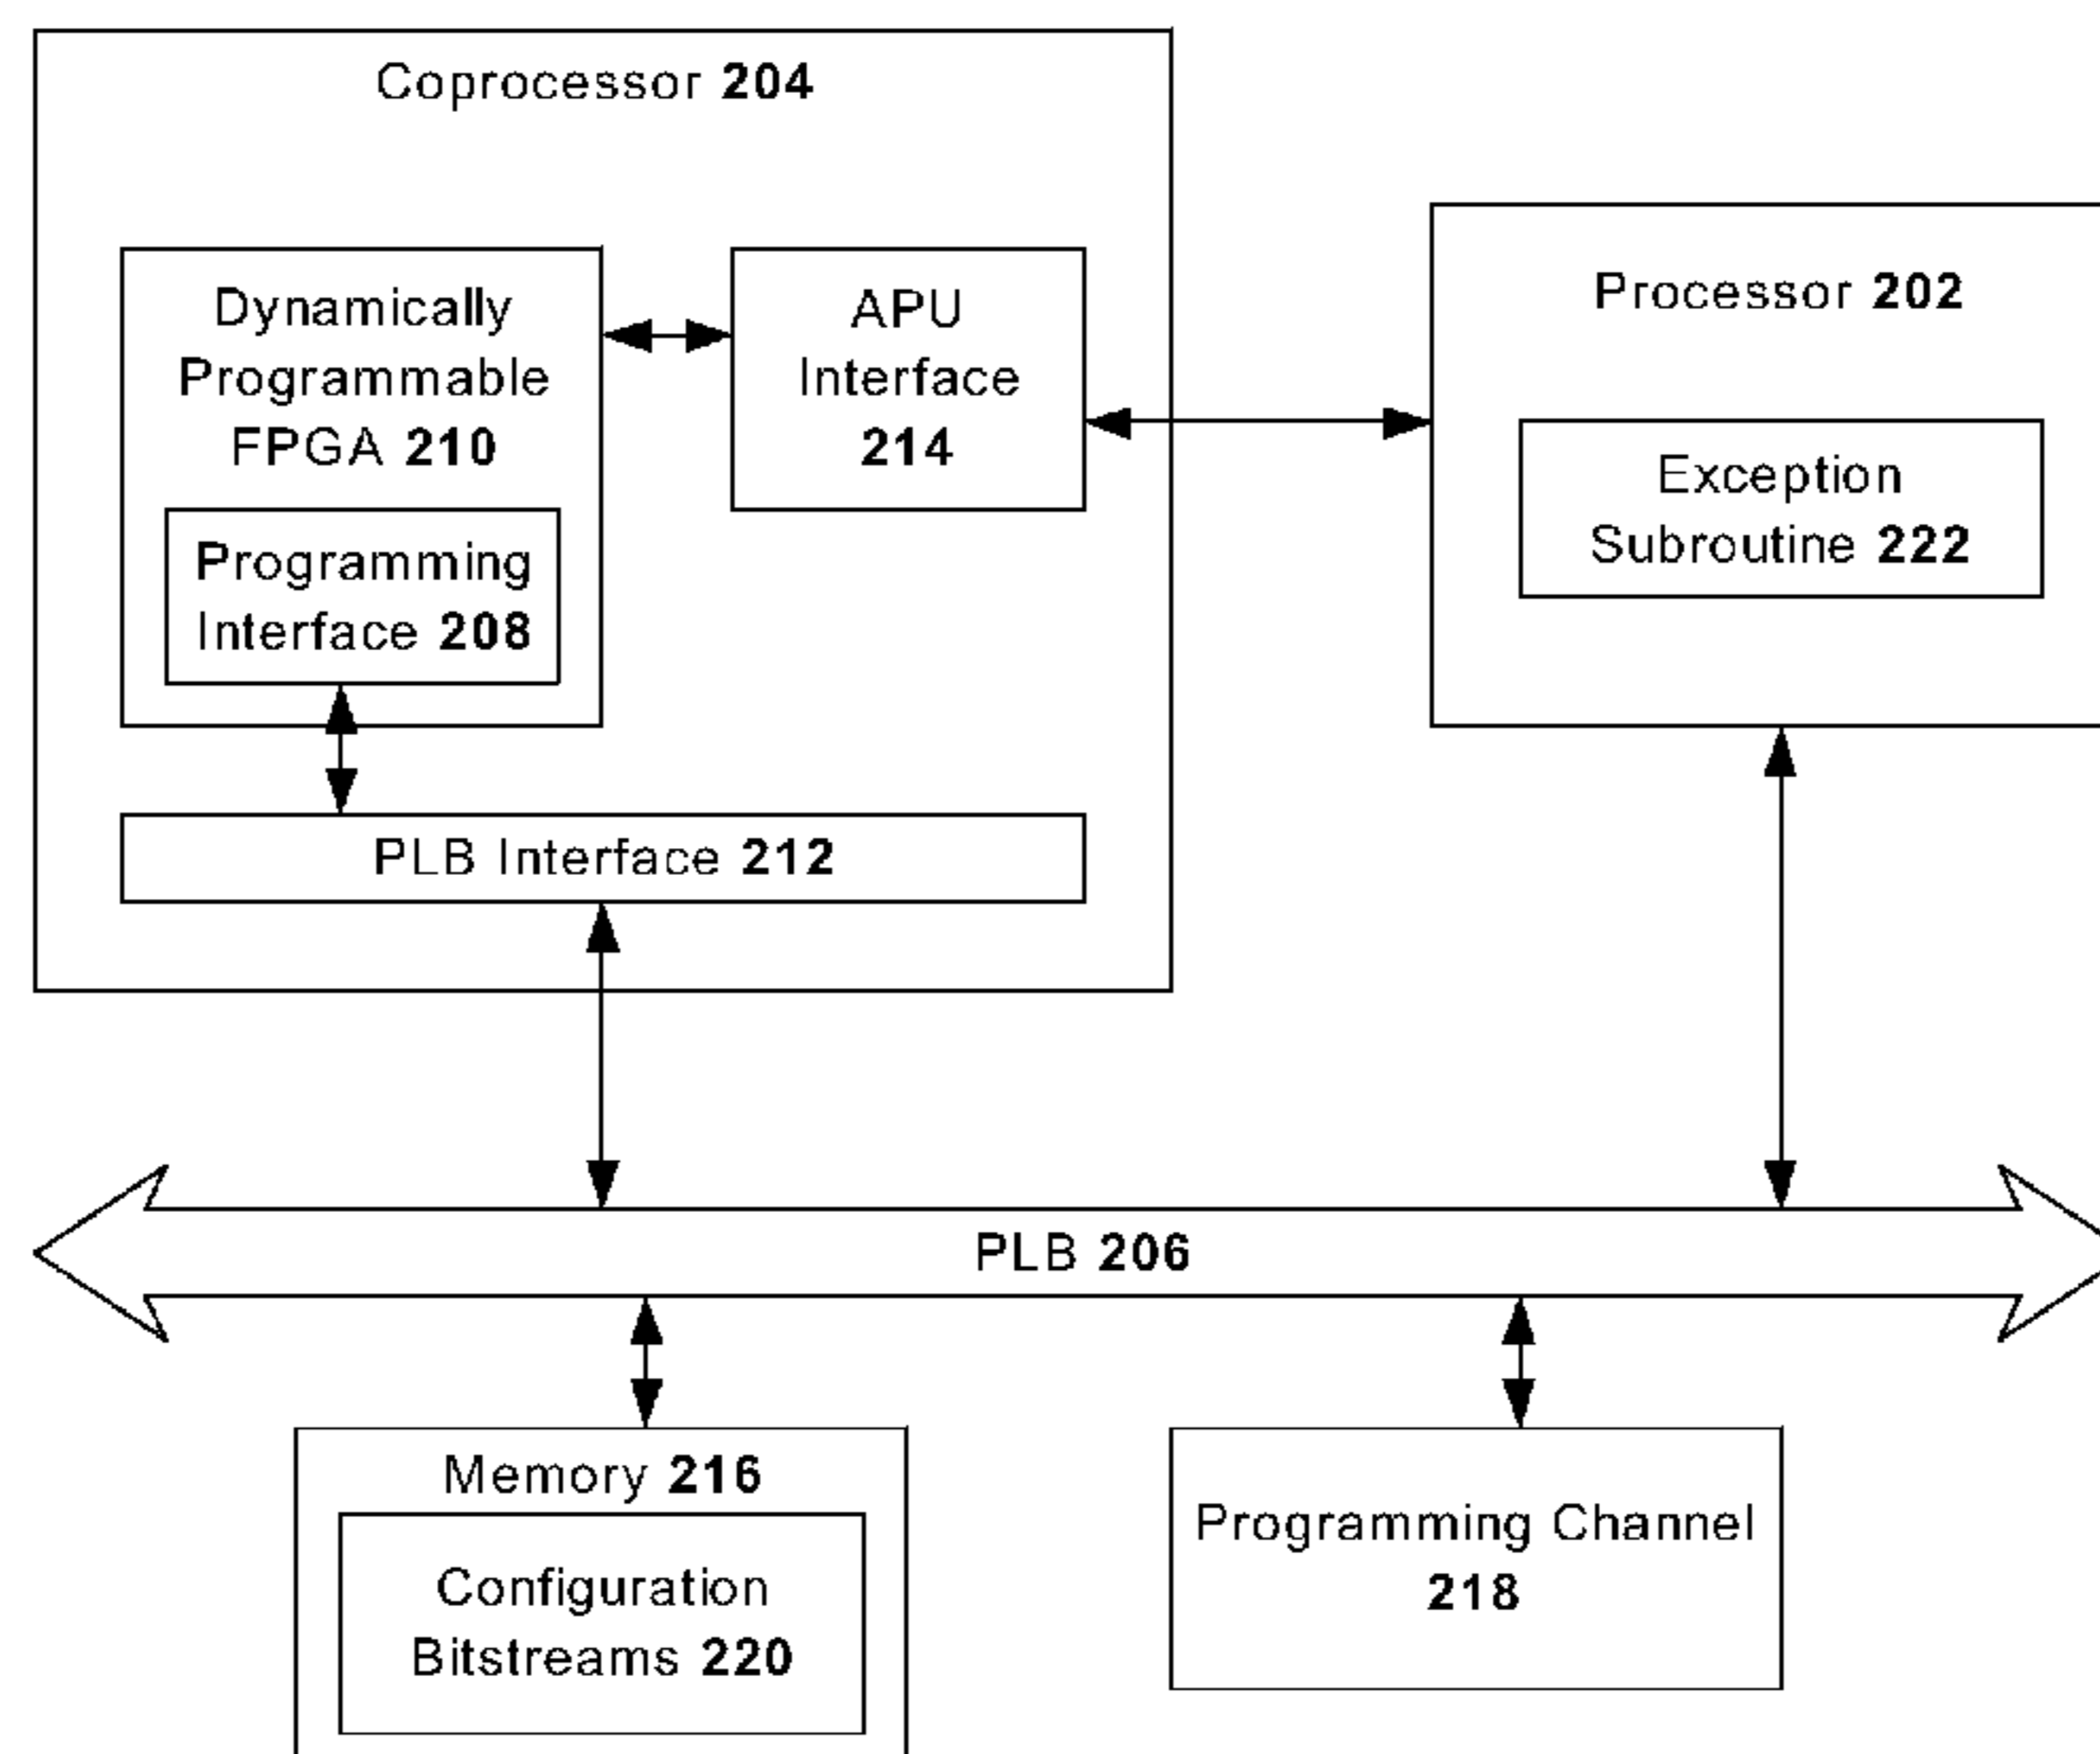 Coprocessor 204
Dynamically
Programmable
FPGA 210
APU
Interface
214
Programming
Interface 208
PLB Interface 212
Processor 202
Exception
Subroutine 222
PLB 206
Memory 216
Configuration
Bitstreams 220
Programming Channel
218